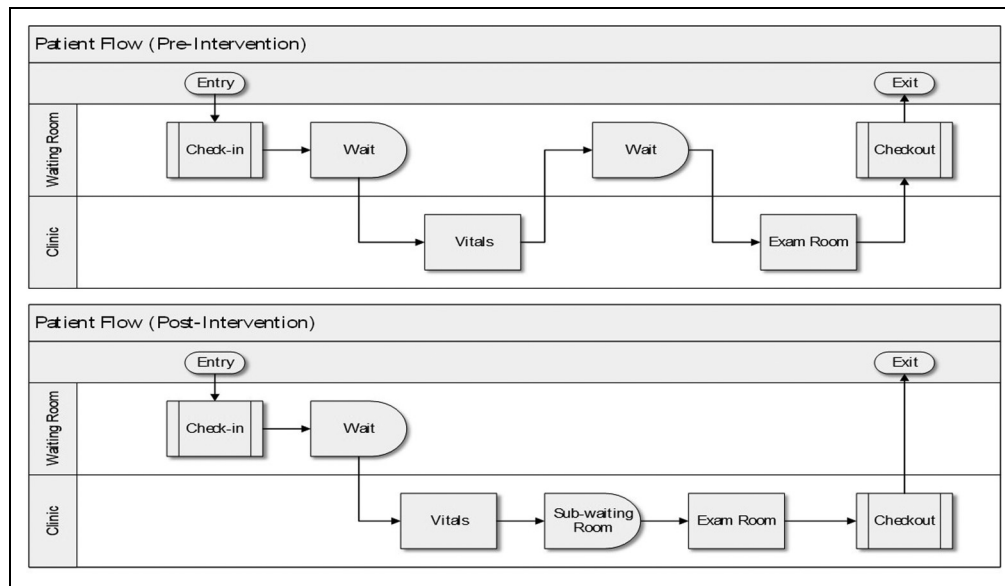 Patient Flow (Pre-Intervention)
Entry
Exit
Waiting Room
Check-in
Wait
Wait
Checkout
Clinic
Vitals
Exam Room
Patient Flow (Post-Intervention)
Entry
Exit
Waiting Room
Check-in
Wait
Clinic
Vitals
Sub-waiting
Room
Exam Room
Checkout